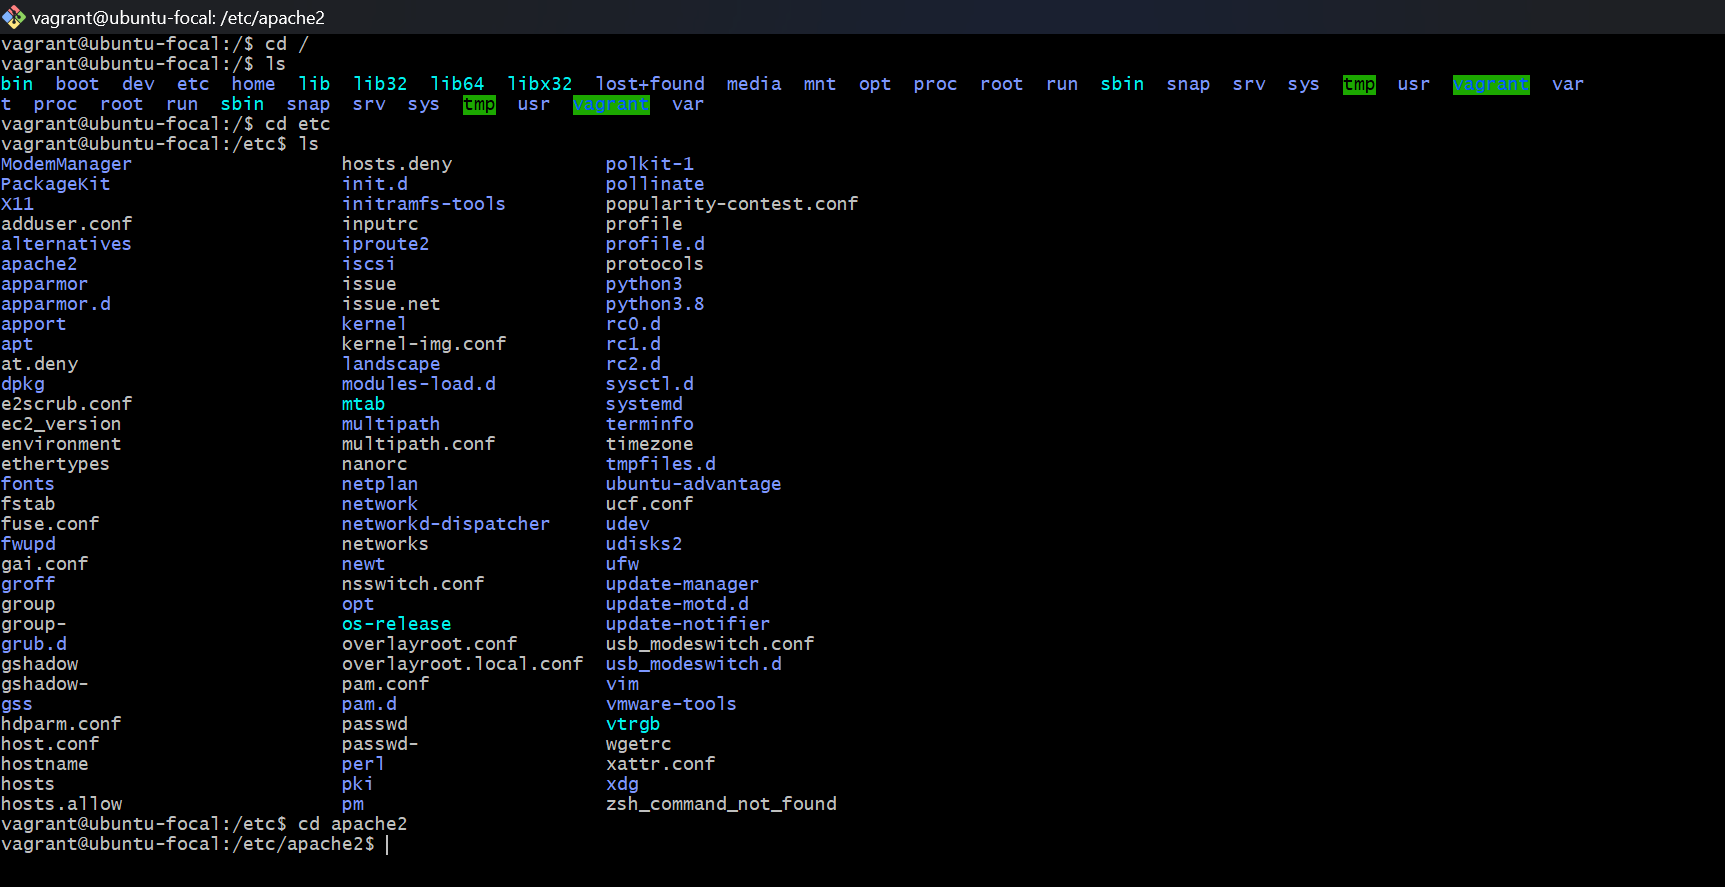 vagrant@ubuntu-focal: /etc/apache2
vagrant@ubuntu-focal:/$ cd /
vagrant@ubuntu-focal:/$ ls
bin boot dev etc home lib lib32 lib64 libx32 lost+found media mnt opt proc root run sbin snap srv sys tmp usr vagrant var
t proc root run sbin snap srv sys tmp usr vagrant var
vagrant@ubuntu-focal:/$ cd etc
vagrant@ubuntu-focal:/etc$ ls
ModemManager hosts.deny polkit-1
PackageKit init.d pollinate
X11 initramfs-tools popularity-contest.conf
adduser.conf inputrc profile
alternatives iproute2 profile.d
apache2 iscsi protocols
apparmor issue python3
apparmor.d issue.net python3.8
apport kernel rc0.d
apt kernel-img.conf rc1.d
at.deny landscape rc2.d
dpkg modules-load.d sysctl.d
e2scrub.conf mtab systemd
ec2_version multipath terminfo
environment multipath.conf timezone
ethertypes nanorc tmpfiles.d
fonts netplan ubuntu-advantage
fstab network ucf.conf
fuse.conf networkd-dispatcher udev
fwupd networks udisks2
gai.conf newt ufw
groff nsswitch.conf update-manager
group opt update-motd.d
group- os-release update-notifier
grub.d overlayroot.conf usb_modeswitch.conf
gshadow overlayroot.local.conf usb_modeswitch.d
gshadow- pam.conf vim
gss pam.d vmware-tools
hdparm.conf passwd vtrgb
host.conf passwd- wgetrc
hostname perl xattr.conf
hosts pki xdg
hosts.allow pm zsh_command_not_found
vagrant@ubuntu-focal:/etc$ cd apache2
vagrant@ubuntu-focal:/etc/apache2$